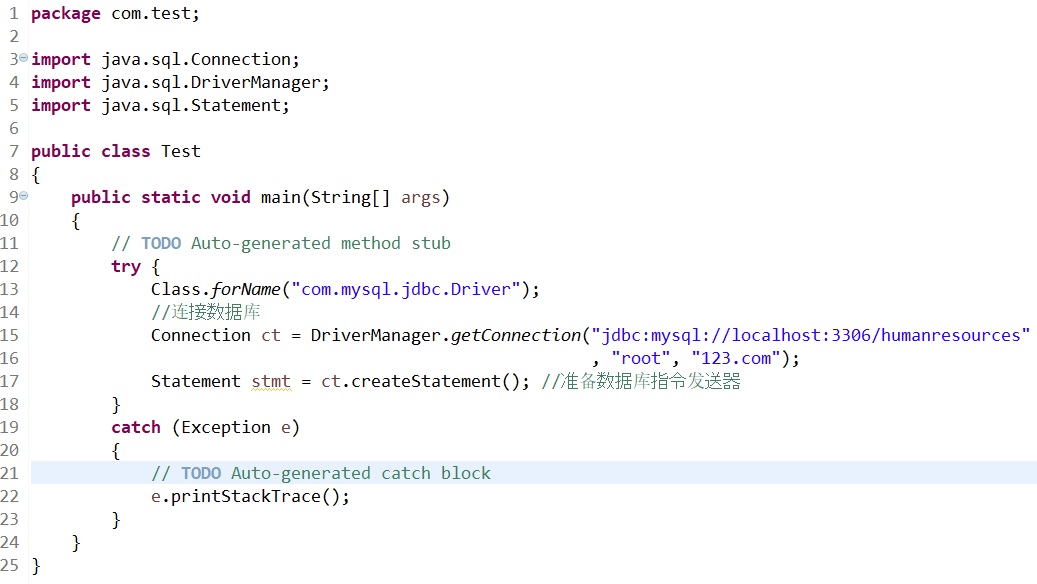 1 package com.test;
2
3 import java.sql.Connection;
4 import java.sql.DriverManager;
5 import java.sql.Statement;
6
7 public class Test
8 {
9     public static void main(String[] args)
10     {
11         // TODO Auto-generated method stub
12         try {
13             Class.forName("com.mysql.jdbc.Driver");
14             //连接数据库
15             Connection ct = DriverManager.getConnection("jdbc:mysql://localhost:3306/humanresources"
16                                                         , "root", "123.com");
17             Statement stmt = ct.createStatement(); //准备数据库指令发送器
18         }
19         catch (Exception e)
20         {
21             // TODO Auto-generated catch block
22             e.printStackTrace();
23         }
24     }
25 }